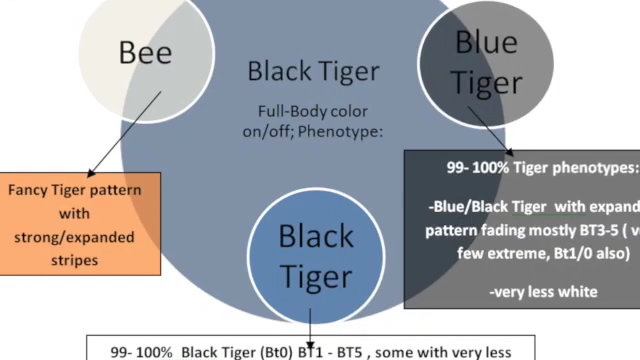 Bee
Black Tiger
Full-Body color
on/off; Phenotype:
Blue
Tiger
Fancy Tiger pattern
with
strong/expanded
stripes
99- 100% Tiger phenotypes:
-Blue/Black Tiger with expand
pattern fading mostly BT3-5 ( v
few extreme, Bt1/0 also)
-very less white
Black
Tiger
99- 100% Black Tiger (Bt0) BT1 - BT5 , some with very less